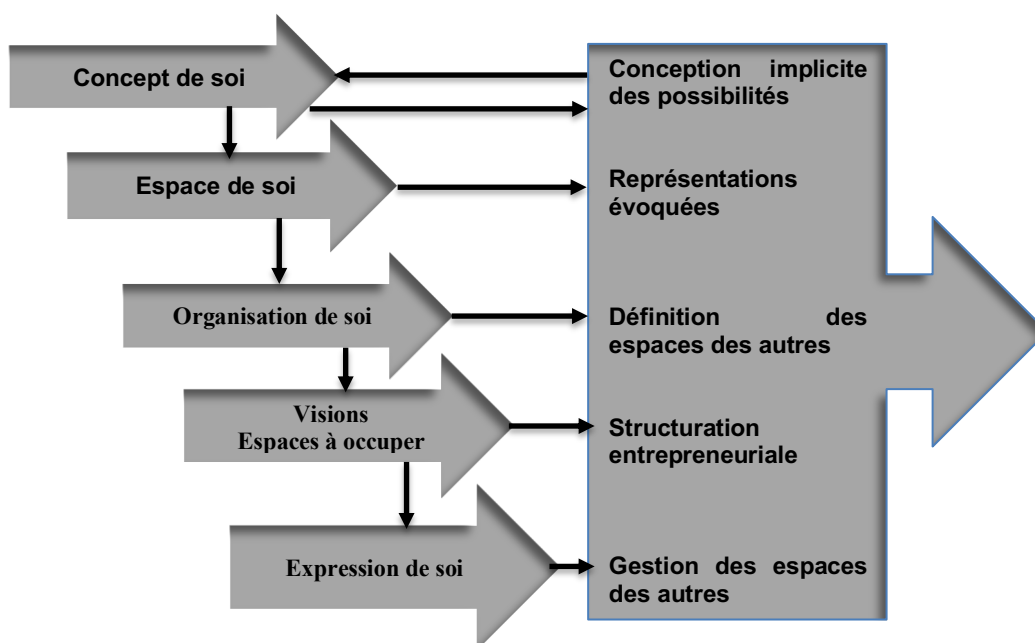 Concept de soi
Conception implicite
des possibilités
Espace de soi
Représentations
évoquées
Organisation de soi
Définition des
espaces des autres
Visions
Espaces à occuper
Structuration
entrepreneuriale
Expression de soi
Gestion des espaces
des autres